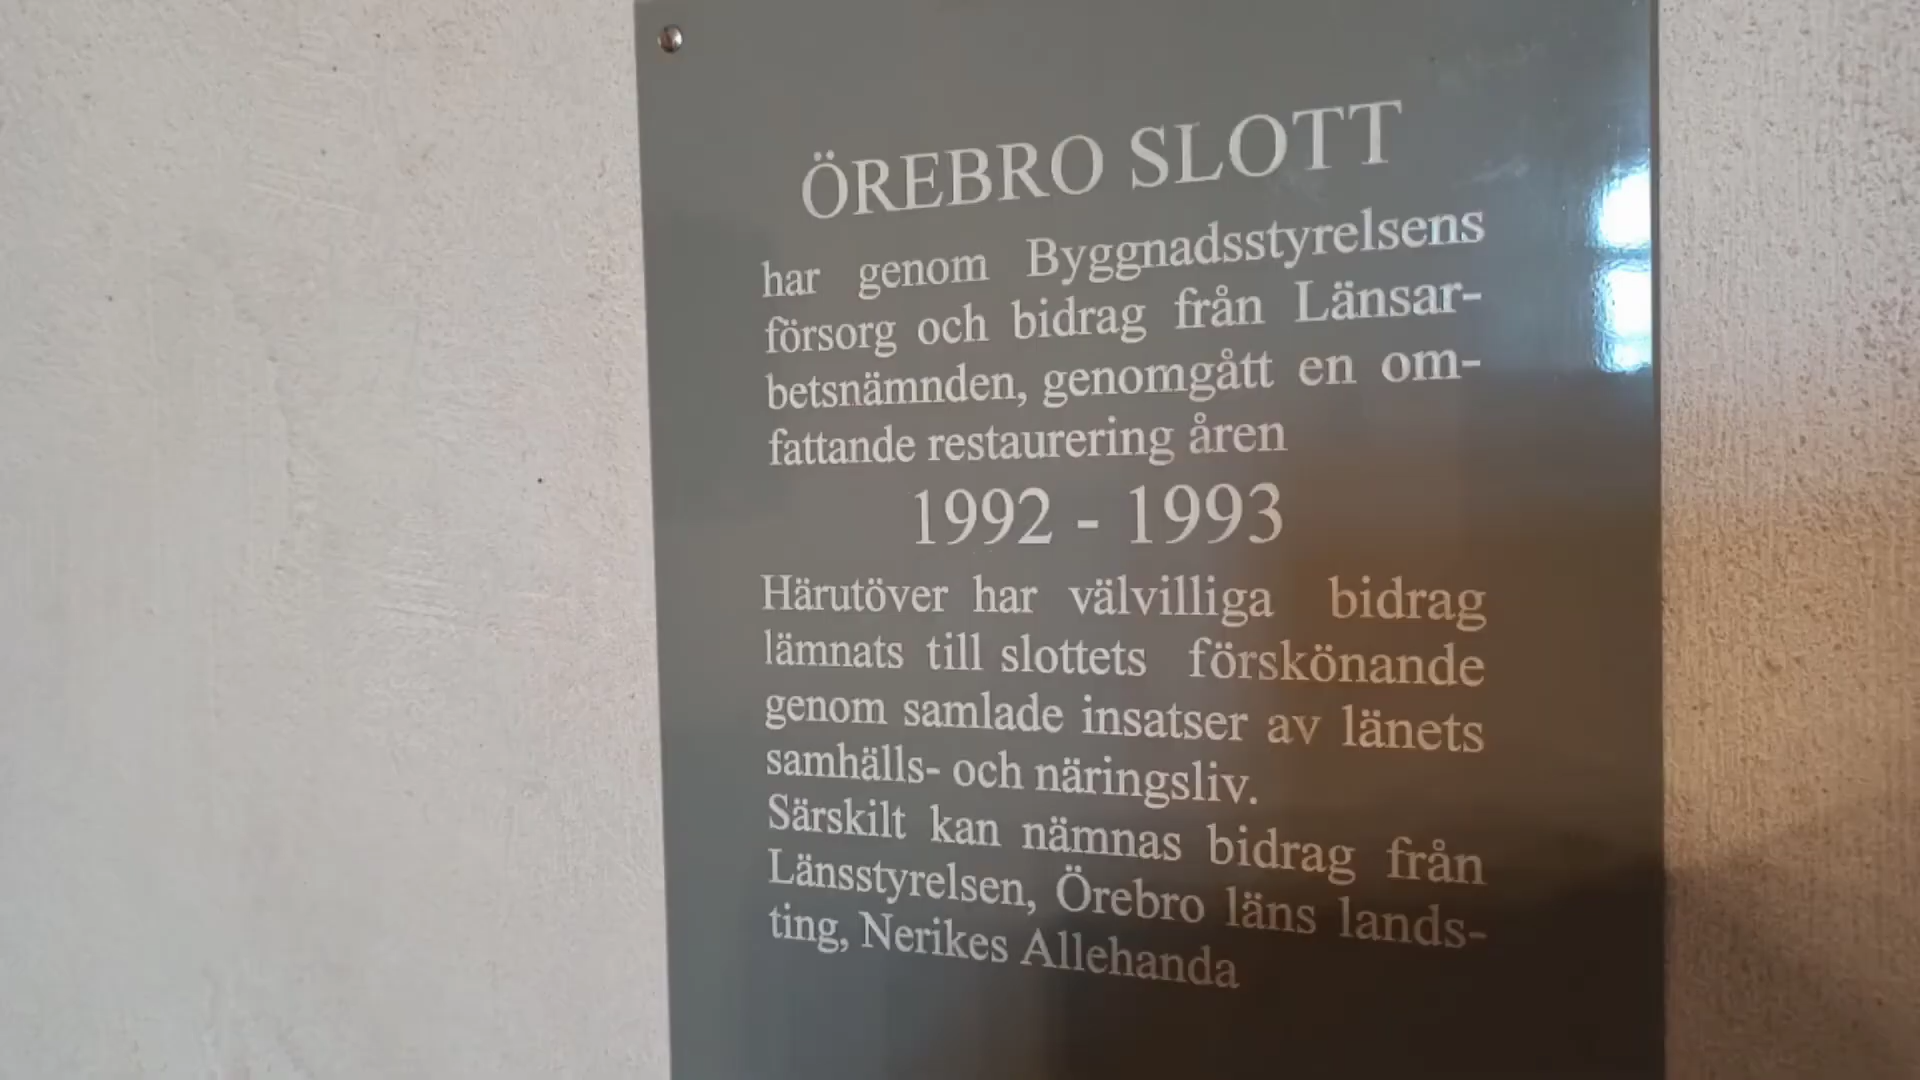 ÖREBRO SLOTT
har genom Byggnadsstyrelsens
försorg och bidrag från Länsar-
betsnämnden, genomgått en om-
fattande restaurering åren
1992 - 1993
Härutöver har välvilliga bidrag
lämnats till slottets förskönande
genom samlade insatser av länets
samhälls- och näringsliv.
Särskilt kan nämnas bidrag från
Länsstyrelsen, Örebro läns lands-
ting, Nerikes Allehanda